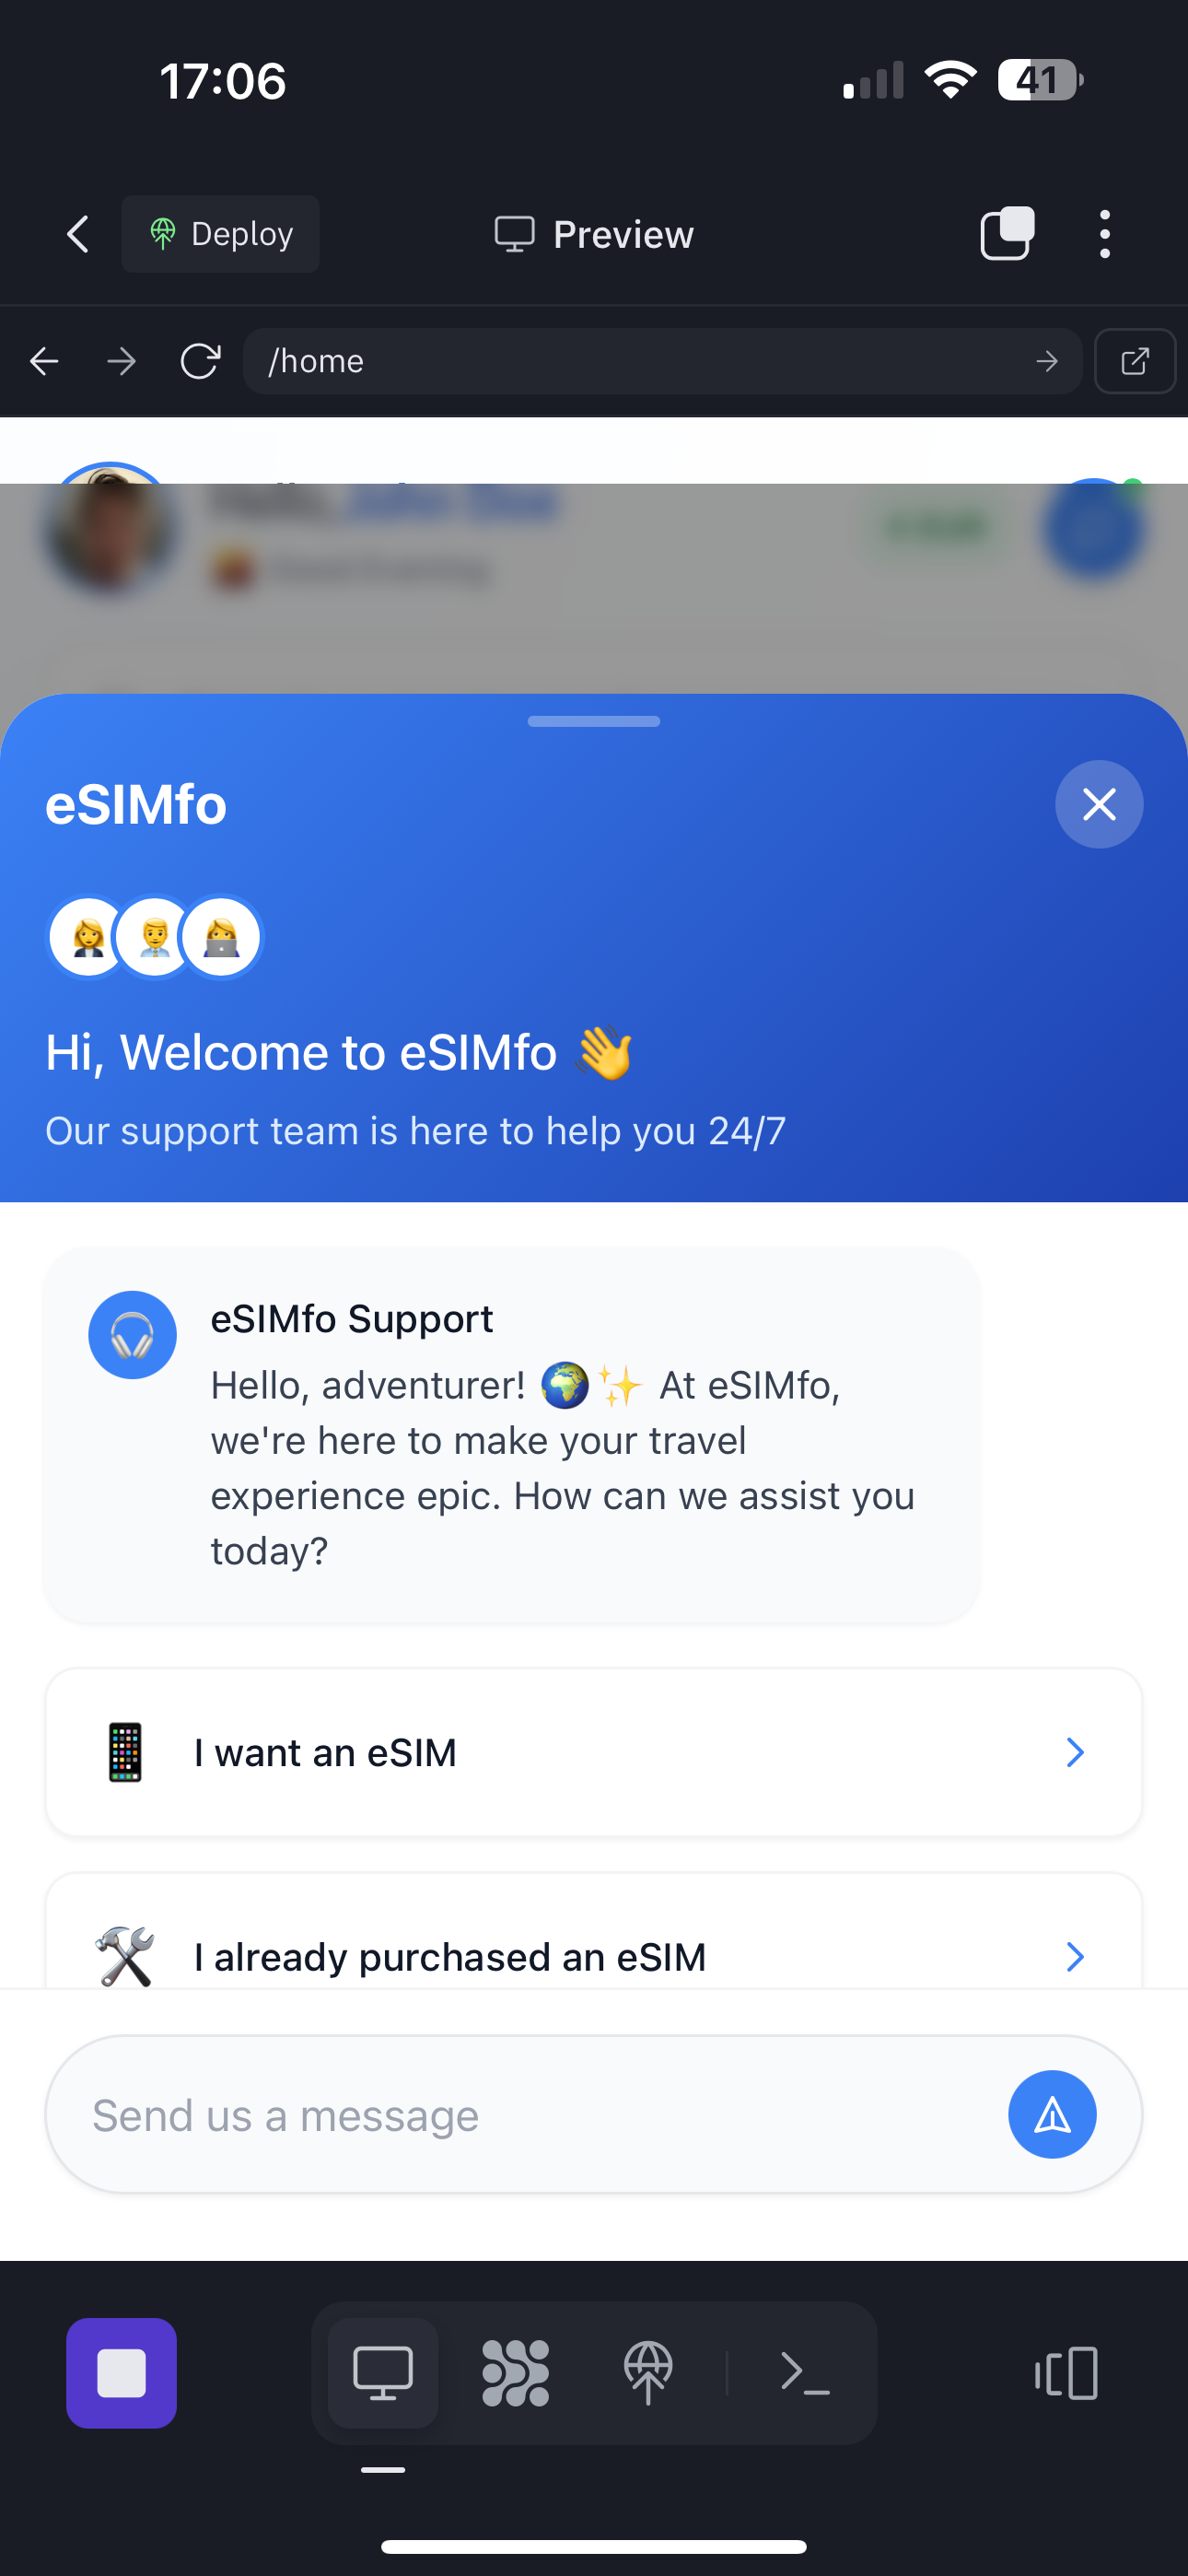 17:06
41
Deploy
Preview
/home
eSIMfo
Hi, Welcome to eSIMfo 👋
Our support team is here to help you 24/7
eSIMfo Support
Hello, adventurer! 🌍✨ At eSIMfo,
we're here to make your travel
experience epic. How can we assist you
today?
I want an eSIM
I already purchased an eSIM
Send us a message